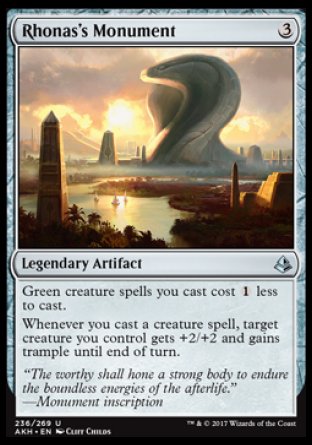 Rhonas's Monument 3
Legendary Artifact
Green creature spells you cast cost 1 less
to cast.
Whenever you cast a creature spell, target
creature you control gets +2/+2 and gains
trample until end of turn.
"The worthy shall hone a strong body to endure
the boundless energies of the afterlife."
—Monument inscription
236/269 U
AKH • EN Cliff Childs
™ & © 2017 Wizards of the Coast